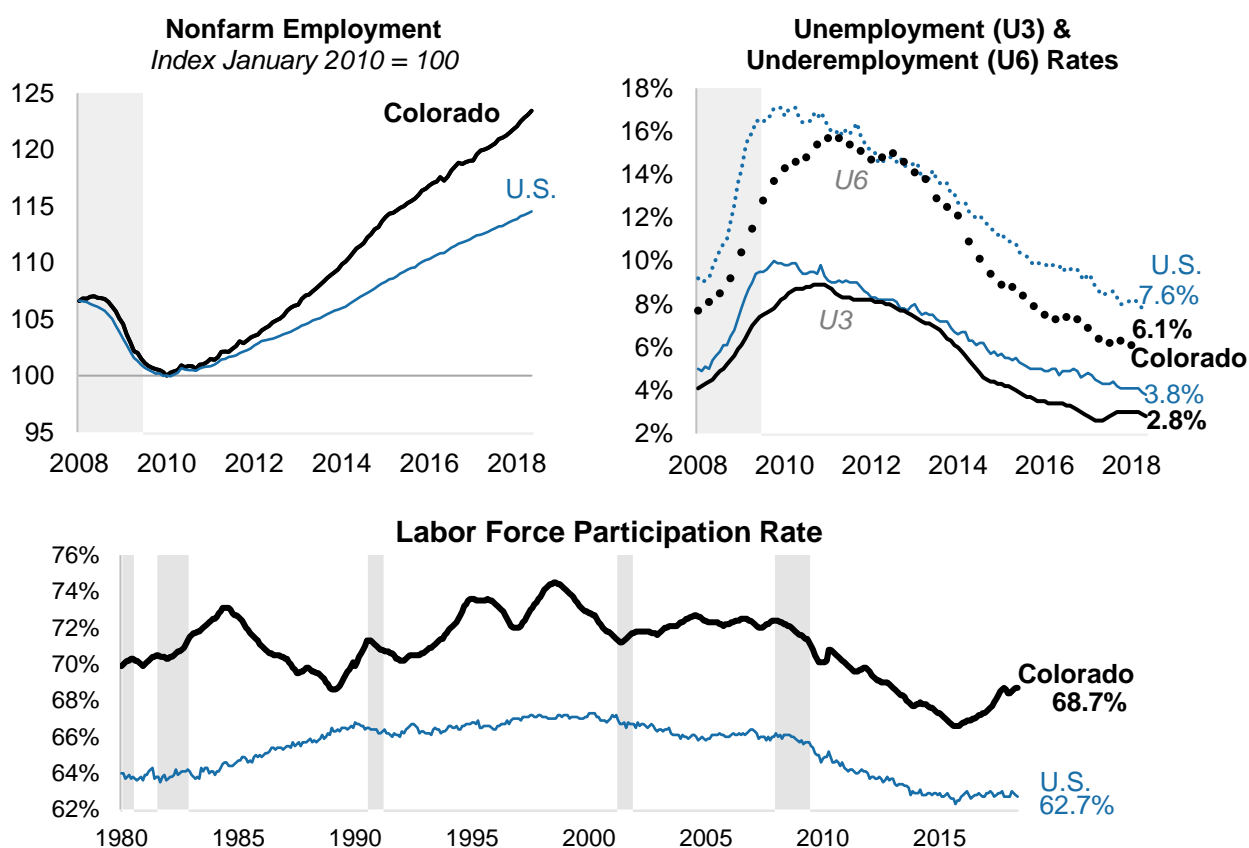 Nonfarm Employment
Index January 2010 = 100
125
120
115
110
105
100
95
Colorado
U.S.
2008 2010 2012 2014 2016 2018
Unemployment (U3) &
Underemployment (U6) Rates
18%
16%
14%
12%
10%
8%
6%
4%
2%
U6
U3
U.S.
7.6%
6.1%
Colorado
3.8%
2.8%
2008 2010 2012 2014 2016 2018
Labor Force Participation Rate
76%
74%
72%
70%
68%
66%
64%
62%
Colorado
68.7%
U.S.
62.7%
1980 1985 1990 1995 2000 2005 2010 2015